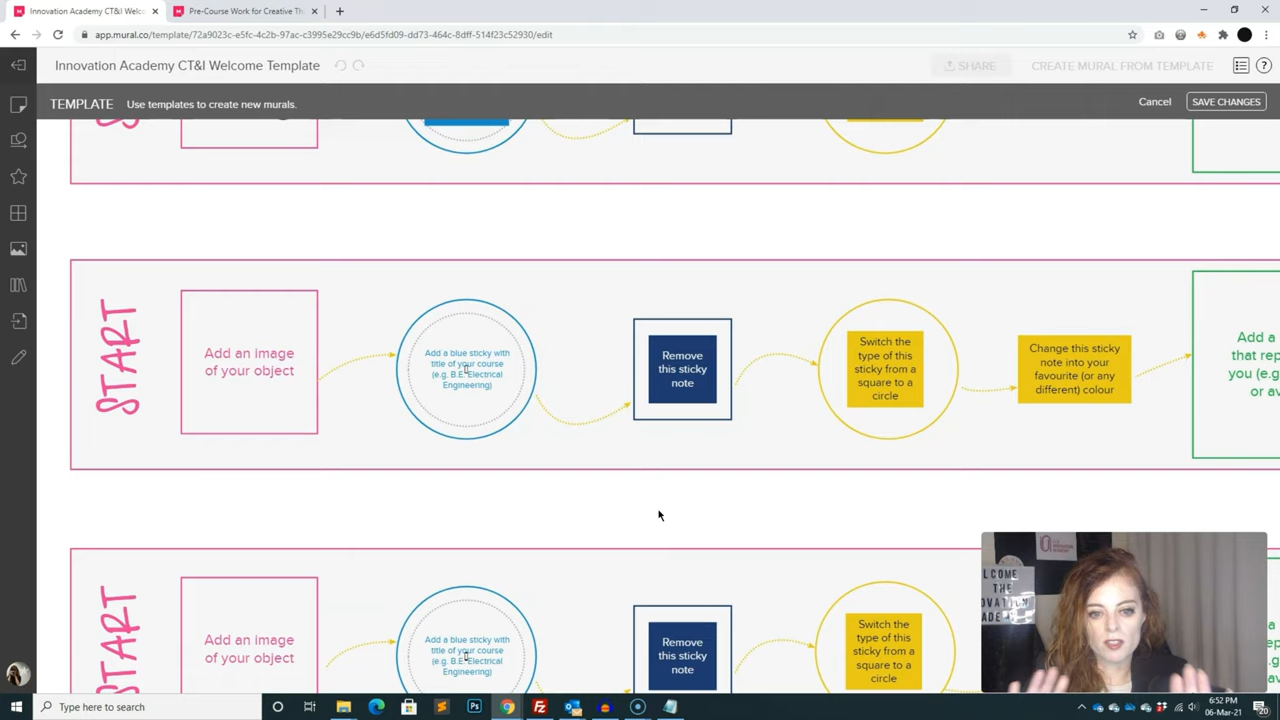 Innovation Academy CT&I Welc
Pre-Course Work for Creative Th
app.mural.co/template/72a9023c-e5fc-4c2b-97ac-c3995e29cc9b/e6d5fd09-dd73-464c-8dff-514f23c52930/edit
Innovation Academy CT&I Welcome Template
SHARE
CREATE MURAL FROM TEMPLATE
TEMPLATE
Use templates to create new murals.
Cancel
SAVE CHANGES
START
Add an image
of your object
Add a blue sticky with
title of your course
(e.g. B.E. Electrical
Engineering)
Remove
this sticky
note
Switch the
type of this
sticky from a
square to a
circle
Change this sticky
note into your
favourite (or any
different) colour
Add a
that rep
you (e.g
or av
START
Add an image
of your object
Add a blue sticky with
title of your course
(e.g. B.E. Electrical
Engineering)
Remove
this sticky
note
Switch the
type of this
sticky from a
square to a
circle
Type here to search
6:52 PM
06-Mar-21
20